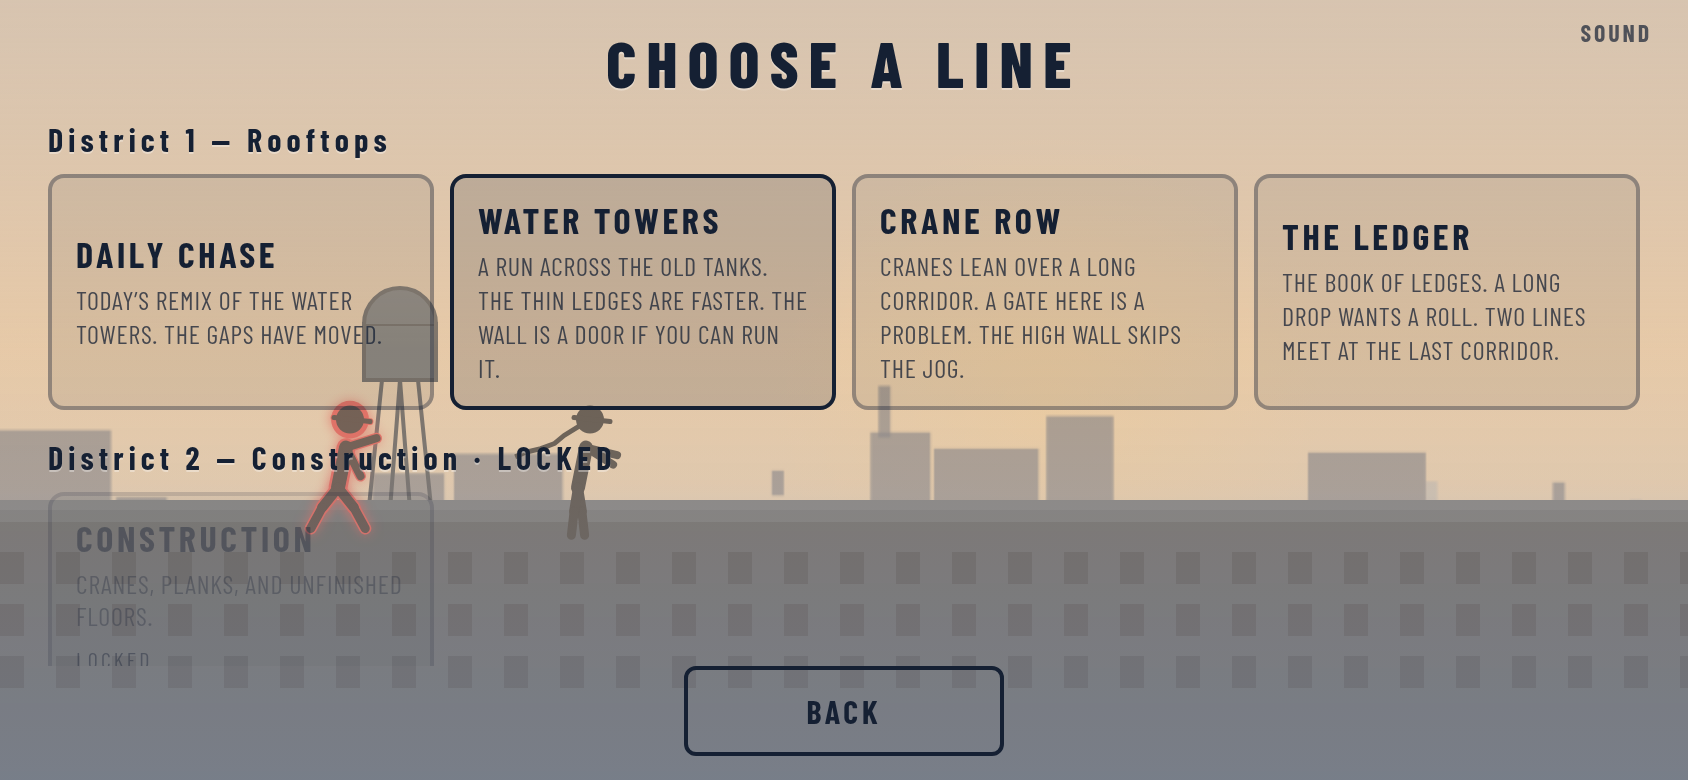 SOUND
CHOOSE A LINE
District 1 — Rooftops
DAILY CHASE
TODAY’S REMIX OF THE WATER
TOWERS. THE GAPS HAVE MOVED.
WATER TOWERS
A RUN ACROSS THE OLD TANKS.
THE THIN LEDGES ARE FASTER. THE
WALL IS A DOOR IF YOU CAN RUN
IT.
CRANE ROW
CRANES LEAN OVER A LONG
CORRIDOR. A GATE HERE IS A
PROBLEM. THE HIGH WALL SKIPS
THE JOG.
THE LEDGER
THE BOOK OF LEDGES. A LONG
DROP WANTS A ROLL. TWO LINES
MEET AT THE LAST CORRIDOR.
District 2 — Construction · LOCKED
CONSTRUCTION
CRANES, PLANKS, AND UNFINISHED
FLOORS.
LOCKED
BACK